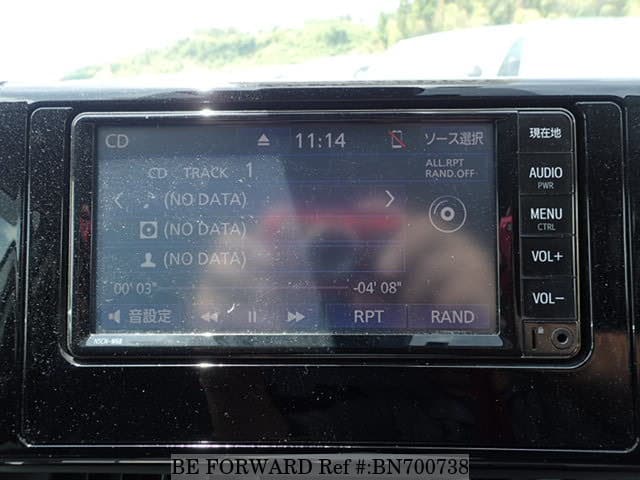 CD 11:14 ソース選択
CD TRACK 1 ALL.RPT
RAND.OFF
(NO DATA)
(NO DATA)
(NO DATA)
00' 03" -04' 08"
音設定 RPT RAND
現在地
AUDIO
PWR
MENU
CTRL
VOL+
VOL-
NSCN-W68
BE FORWARD Ref #:BN700738